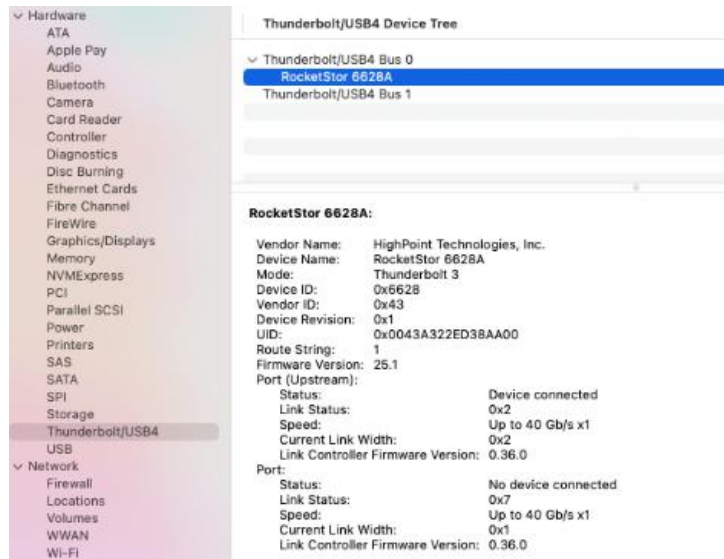 Hardware
ATA
Apple Pay
Audio
Bluetooth
Camera
Card Reader
Controller
Diagnostics
Disc Burning
Ethernet Cards
Fibre Channel
FireWire
Graphics/Displays
Memory
NVMExpress
PCI
Parallel SCSI
Power
Printers
SAS
SATA
SPI
Storage
Thunderbolt/USB4
USB
Network
Firewall
Locations
Volumes
WWAN
Wi-Fi
Thunderbolt/USB4 Device Tree
Thunderbolt/USB4 Bus 0
RocketStor 6628A
Thunderbolt/USB4 Bus 1
RocketStor 6628A:
Vendor Name: HighPoint Technologies, Inc.
Device Name: RocketStor 6628A
Mode: Thunderbolt 3
Device ID: 0x6628
Vendor ID: 0x43
Device Revision: 0x1
UID: 0x0043A322ED38AA00
Route String: 1
Firmware Version: 25.1
Port (Upstream):
Status: Device connected
Link Status: 0x2
Speed: Up to 40 Gb/s x1
Current Link Width: 0x2
Link Controller Firmware Version: 0.36.0
Port:
Status: No device connected
Link Status: 0x7
Speed: Up to 40 Gb/s x1
Current Link Width: 0x1
Link Controller Firmware Version: 0.36.0